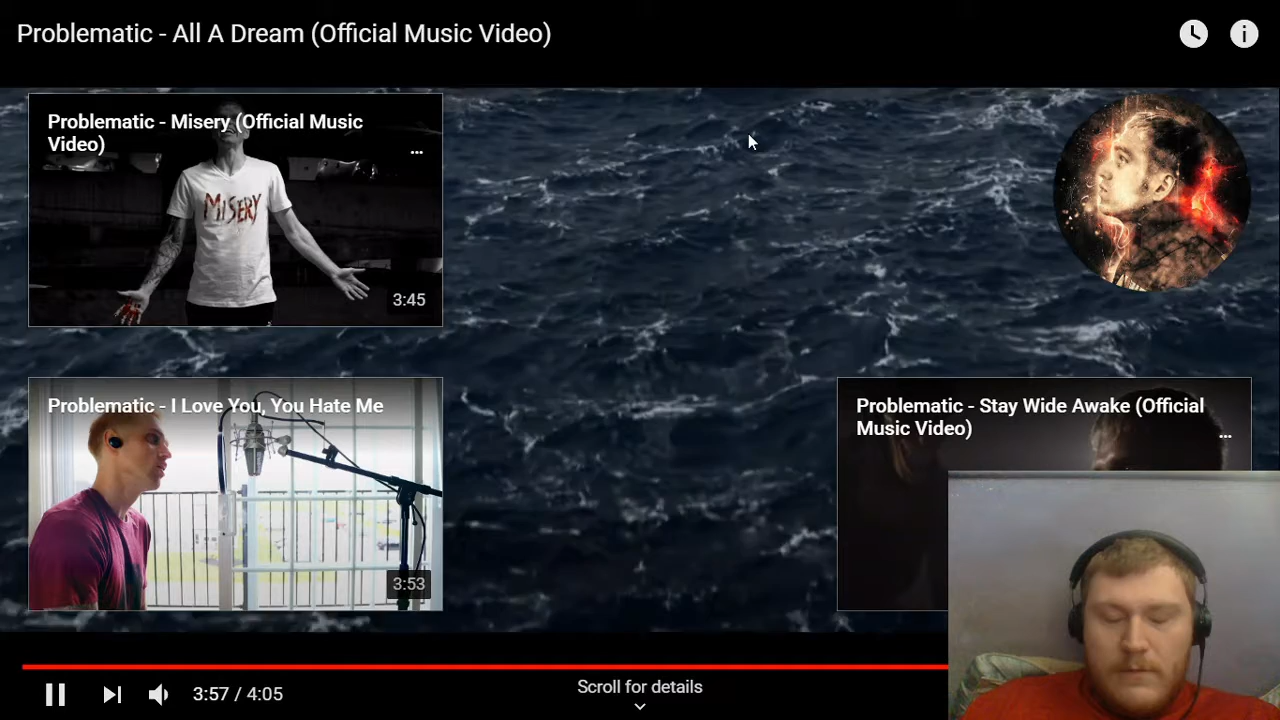 Problematic - All A Dream (Official Music Video)
Problematic - Misery (Official Music
Video)
MISERY
3:45
Problematic - I Love You, You Hate Me
3:53
Problematic - Stay Wide Awake (Official
Music Video)
3:57 / 4:05
Scroll for details